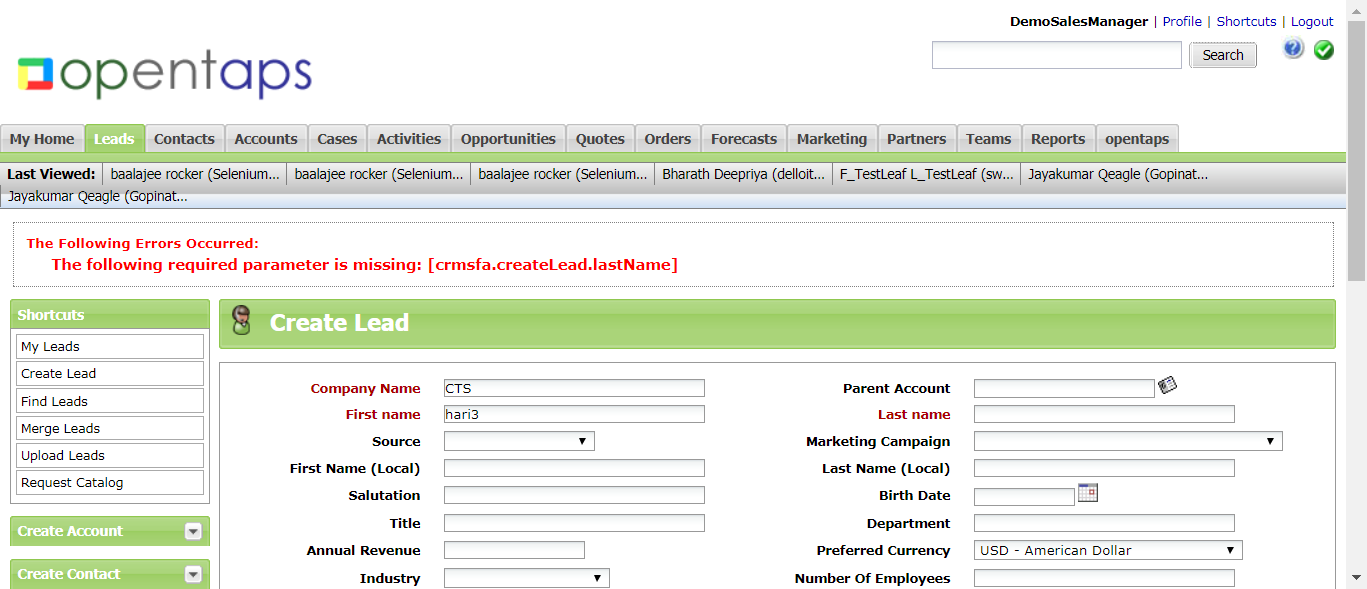 DemoSalesManager | Profile | Shortcuts | Logout
opentaps
Search
My Home Leads Contacts Accounts Cases Activities Opportunities Quotes Orders Forecasts Marketing Partners Teams Reports opentaps
Last Viewed: baalajee rocker (Selenium... baalajee rocker (Selenium... baalajee rocker (Selenium... Bharath Deepriya (delloit... F_TestLeaf L_TestLeaf (sw... Jayakumar Qeagle (Gopinat...
Jayakumar Qeagle (Gopinat...
The Following Errors Occurred:
The following required parameter is missing: [crmsfa.createLead.lastName]
Shortcuts
My Leads
Create Lead
Find Leads
Merge Leads
Upload Leads
Request Catalog
Create Account
Create Contact
Create Lead
Company Name CTS Parent Account
First name hari3 Last name
Source Marketing Campaign
First Name (Local) Last Name (Local)
Salutation Birth Date
Title Department
Annual Revenue Preferred Currency USD - American Dollar
Industry Number Of Employees